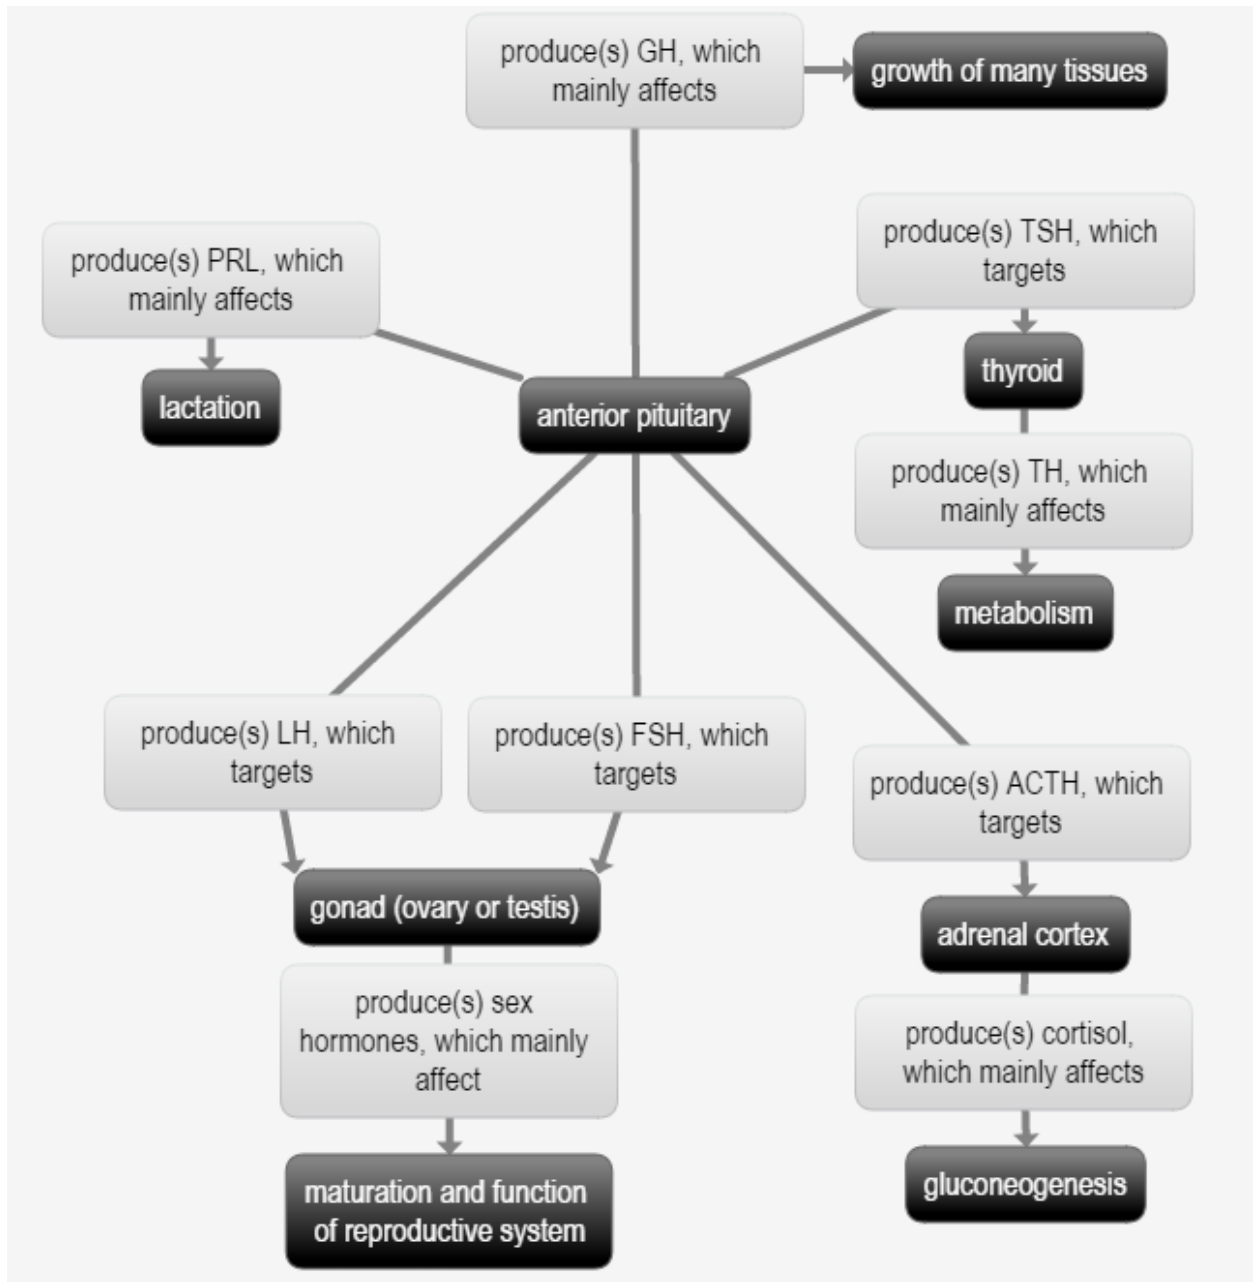 produce(s) GH, which
mainly affects
growth of many tissues
produce(s) PRL, which
mainly affects
lactation
anterior pituitary
produce(s) TSH, which
targets
thyroid
produce(s) TH, which
mainly affects
metabolism
produce(s) LH, which
targets
produce(s) FSH, which
targets
gonad (ovary or testis)
produce(s) sex
hormones, which mainly
affect
maturation and function
of reproductive system
produce(s) ACTH, which
targets
adrenal cortex
produce(s) cortisol,
which mainly affects
gluconeogenesis